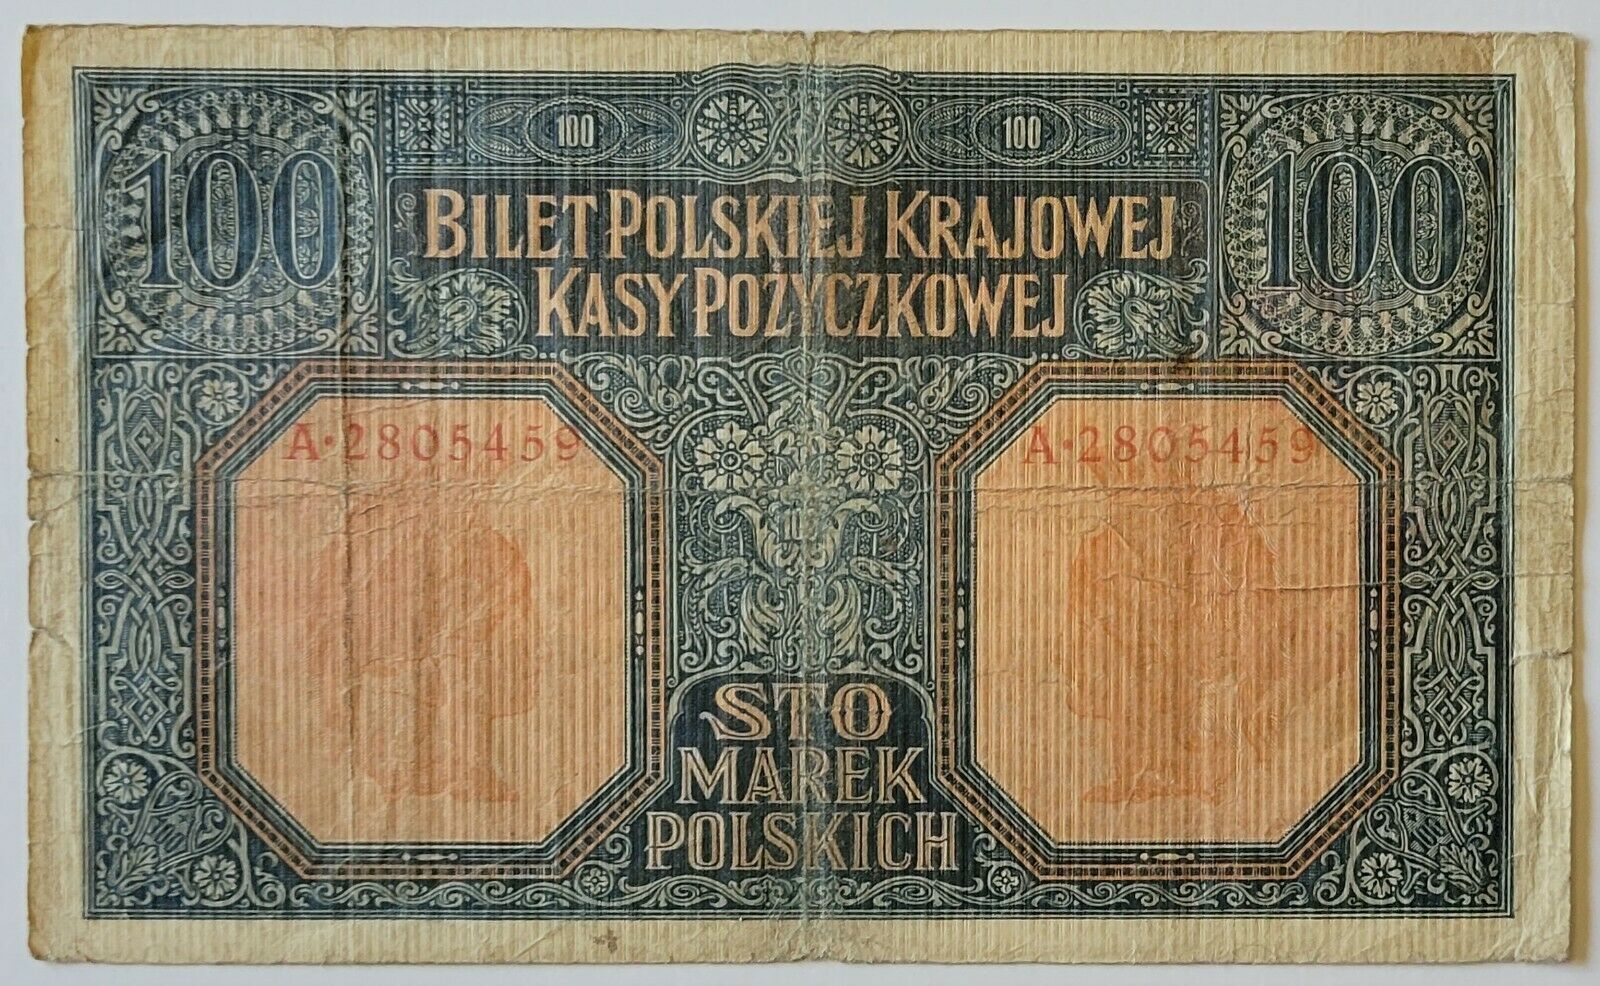 100 100
100 100
BILET POLSKIEJ KRAJOWEJ
KASY POŻYCZKOWEJ
A·2805459 A·2805459
STO
MAREK
POLSKICH